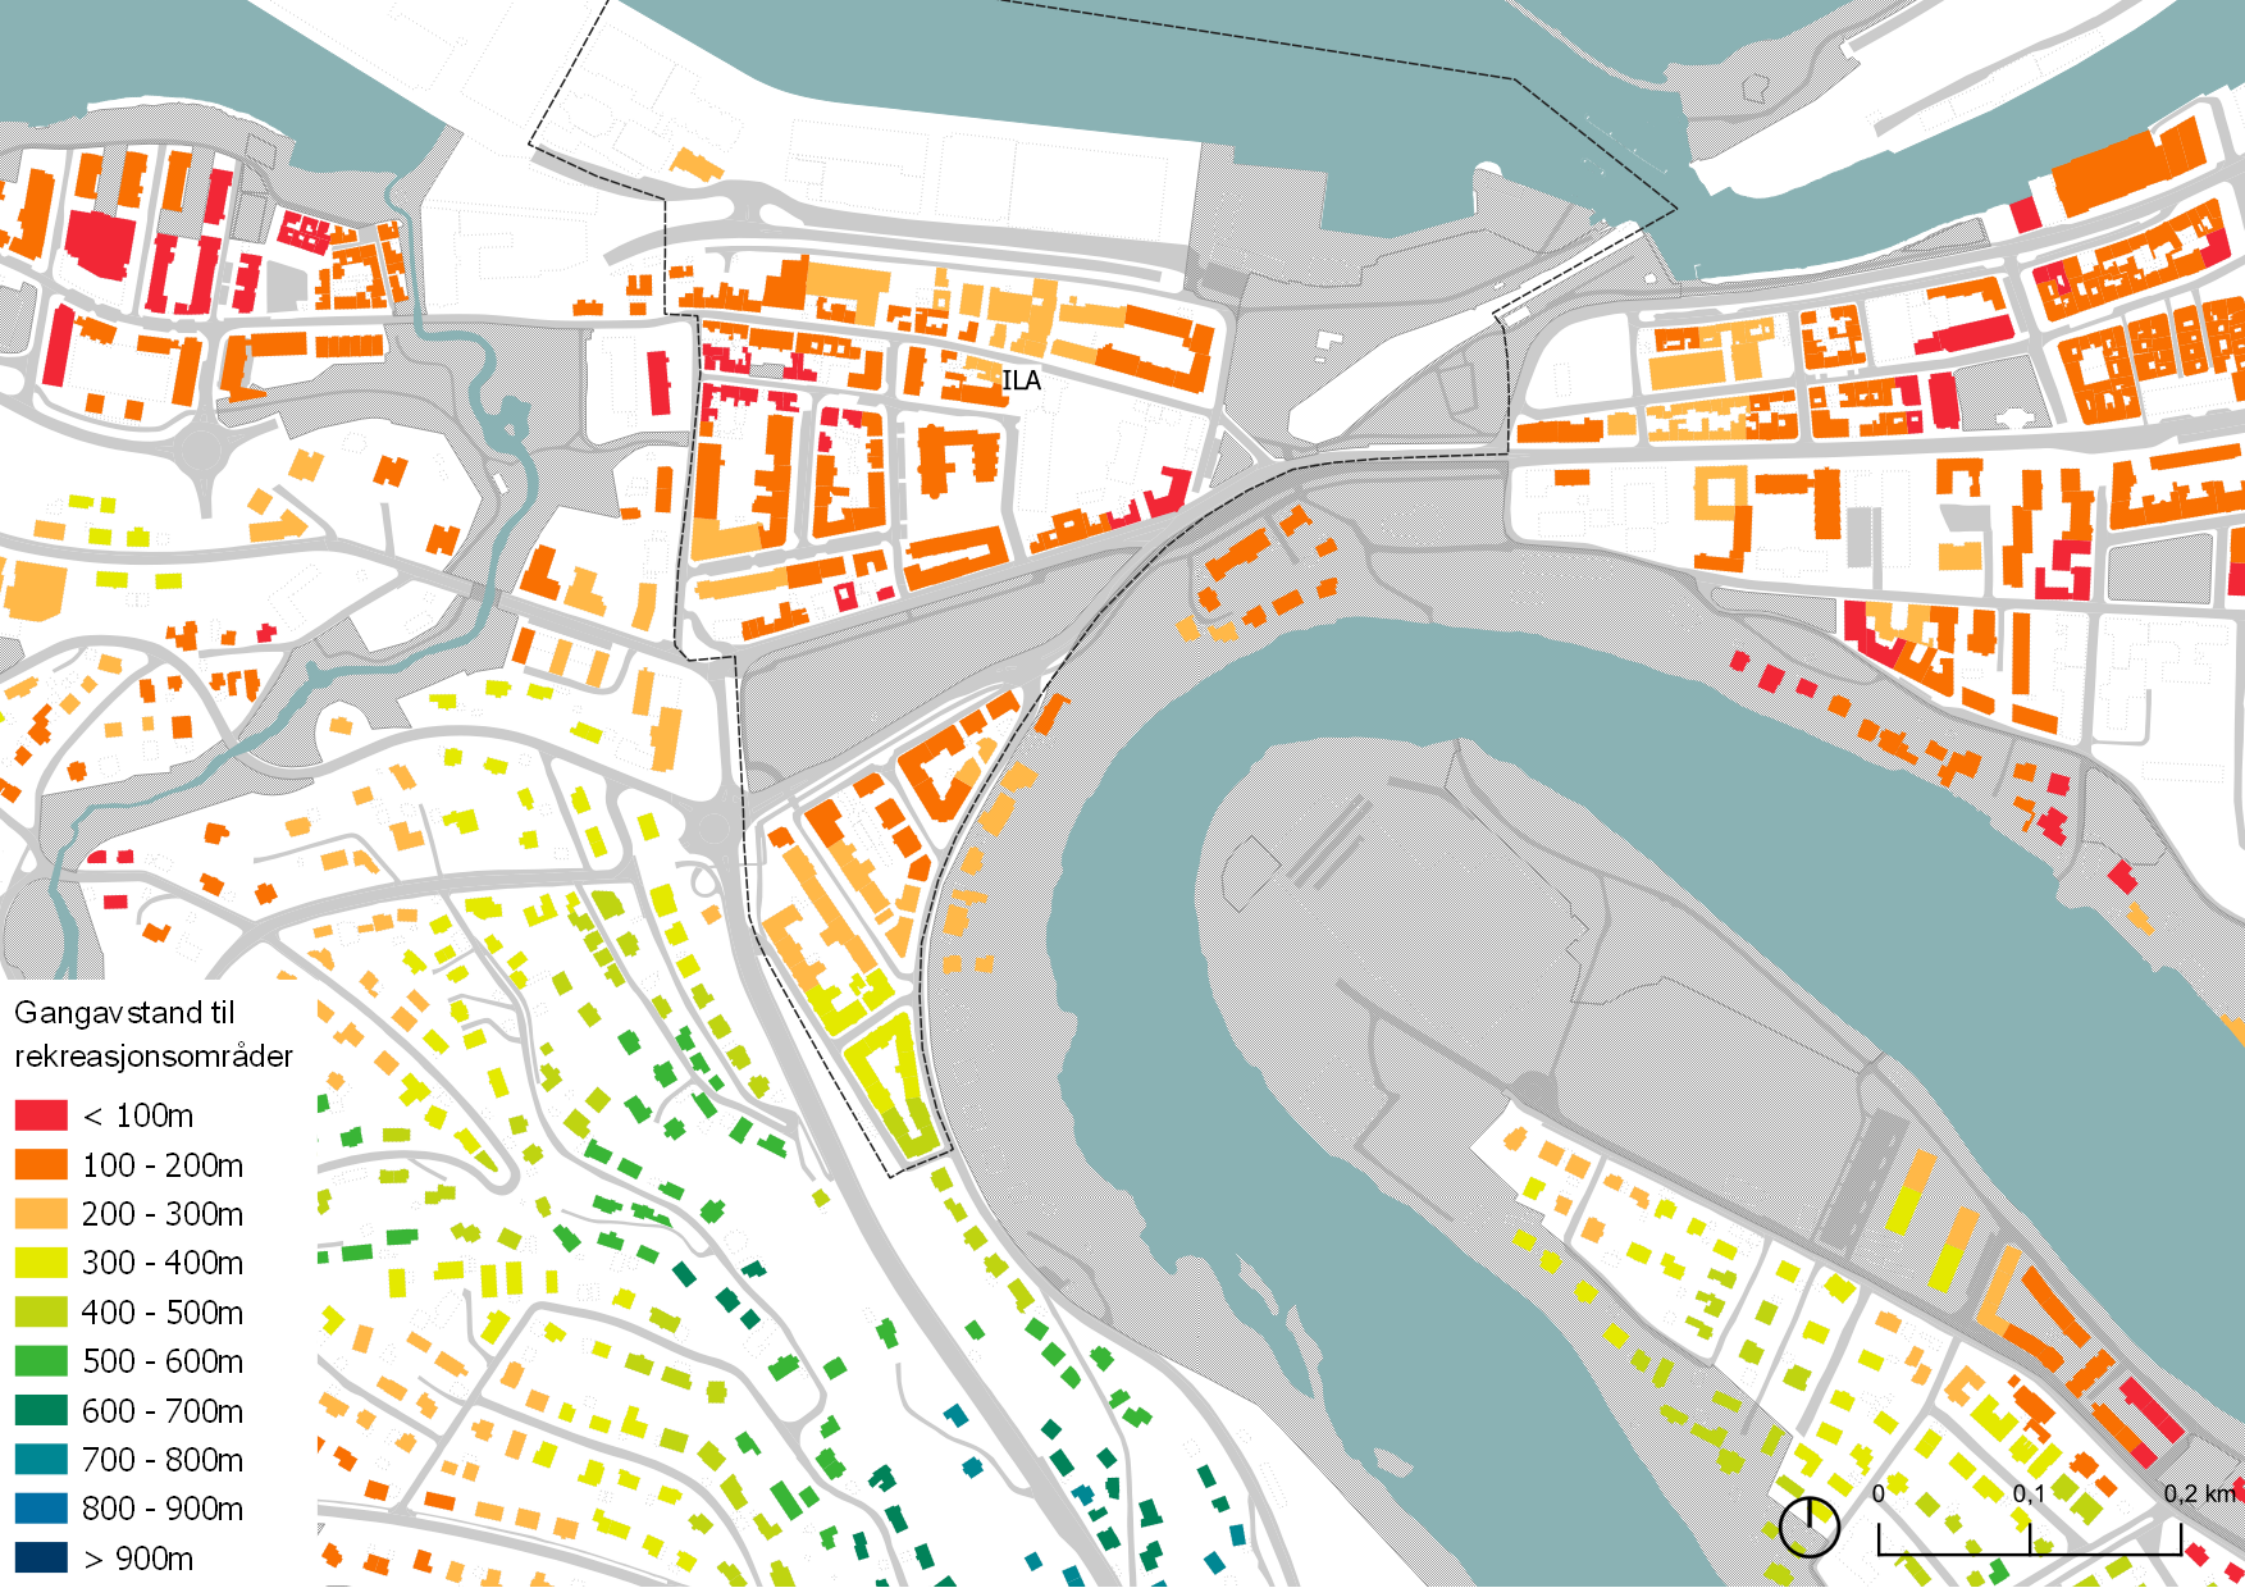 ILA
Gangavstand til
rekreasjonsområder
< 100m
100 - 200m
200 - 300m
300 - 400m
400 - 500m
500 - 600m
600 - 700m
700 - 800m
800 - 900m
> 900m
0 0,1 0,2 km